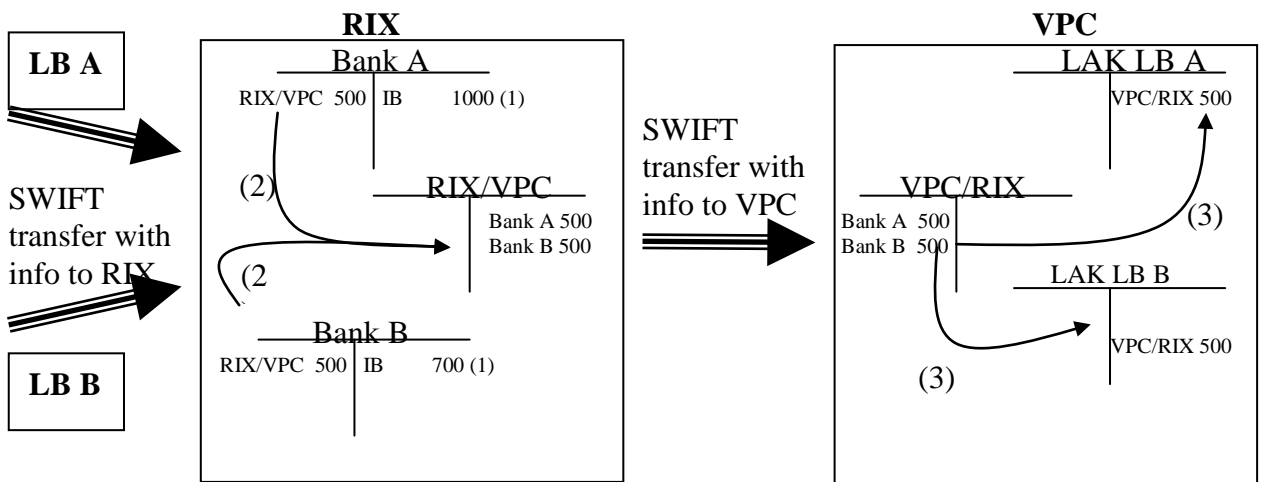 RIX
VPC
LB A
Bank A
RIX/VPC 500 IB 1000 (1)
LAK LB A
VPC/RIX 500
SWIFT
transfer with
info to RIX
(2)
RIX/VPC
Bank A 500
Bank B 500
(2
SWIFT
transfer with
info to VPC
VPC/RIX
Bank A 500
Bank B 500
(3)
LAK LB B
VPC/RIX 500
(3)
Bank B
RIX/VPC 500 IB 700 (1)
LB B